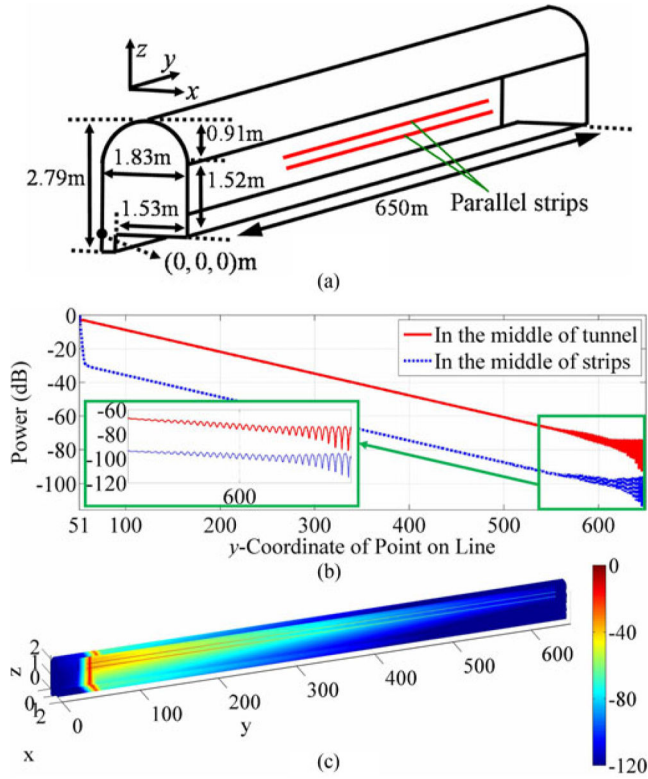 z
y
x
0.91m
2.79m
1.83m
1.52m
1.53m
Parallel strips
650m
(0, 0, 0)m
(a)
0
-20
-40
-60
-80
-100
Power (dB)
In the middle of tunnel
In the middle of strips
-60
-80
-100
-120
600
51 100 200 300 400 500 600
y-Coordinate of Point on Line
(b)
0
-40
-80
-120
2
1
0
z
0
2
x
0 100 200 300 400 500 600
y
(c)